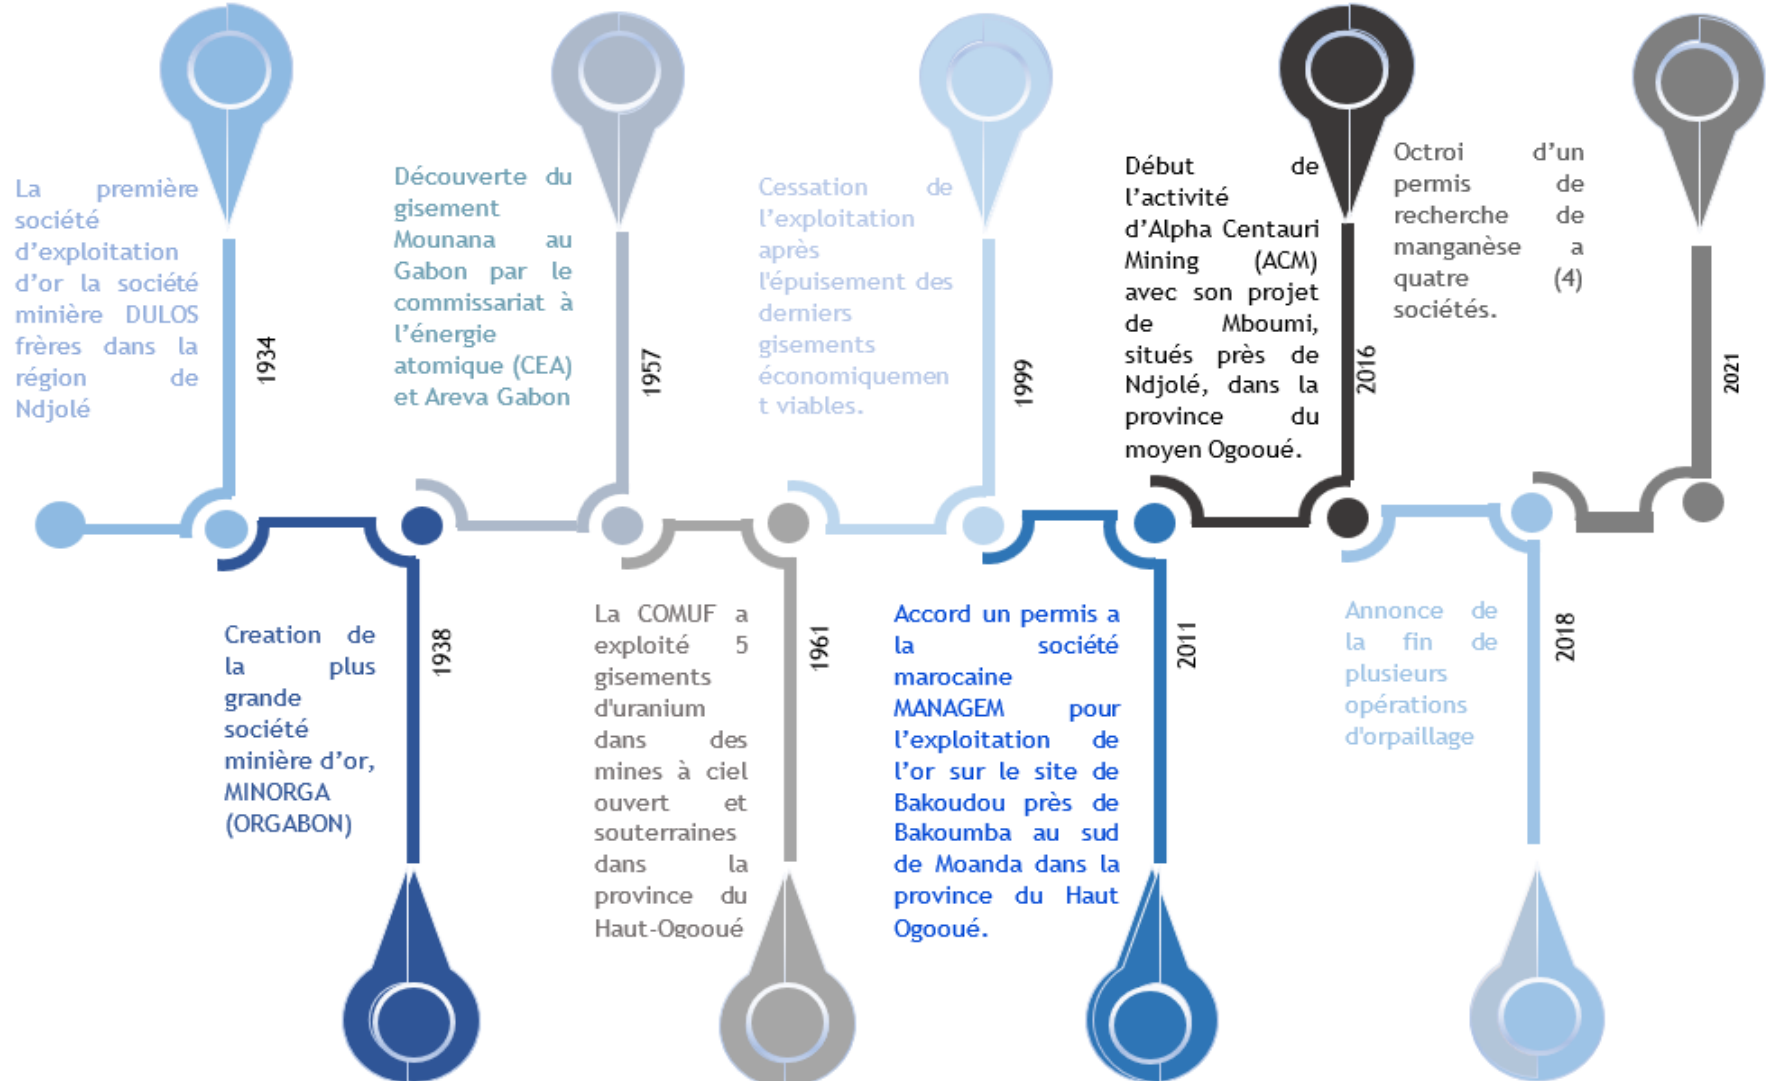 La première
société
d’exploitation
d’or la société
minière DULOS
frères dans la
région de
Ndjolé
1934
Creation de
la plus
grande
société
minière d’or,
MINORGA
(ORGABON)
1938
Découverte du
gisement
Mounana au
Gabon par le
commissariat à
l’énergie
atomique (CEA)
et Areva Gabon
1957
La COMUF a
exploité 5
gisements
d'uranium
dans des
mines à ciel
ouvert et
souterraines
dans la
province du
Haut-Ogooué
1961
Cessation de
l’exploitation
après
l'épuisement des
derniers
gisements
économiquemen
t viables.
1999
Accord un permis a
la société
marocaine
MANAGEM pour
l’exploitation de
l’or sur le site de
Bakoudou près de
Bakoumba au sud
de Moanda dans la
province du Haut
Ogooué.
2011
Début de
l’activité
d’Alpha Centauri
Mining (ACM)
avec son projet
de Mboumi,
situés près de
Ndjolé, dans la
province du
moyen Ogooué.
2016
Annonce de
la fin de
plusieurs
opérations
d'orpaillage
2018
Octroi d’un
permis de
recherche de
manganèse a
quatre (4)
sociétés.
2021